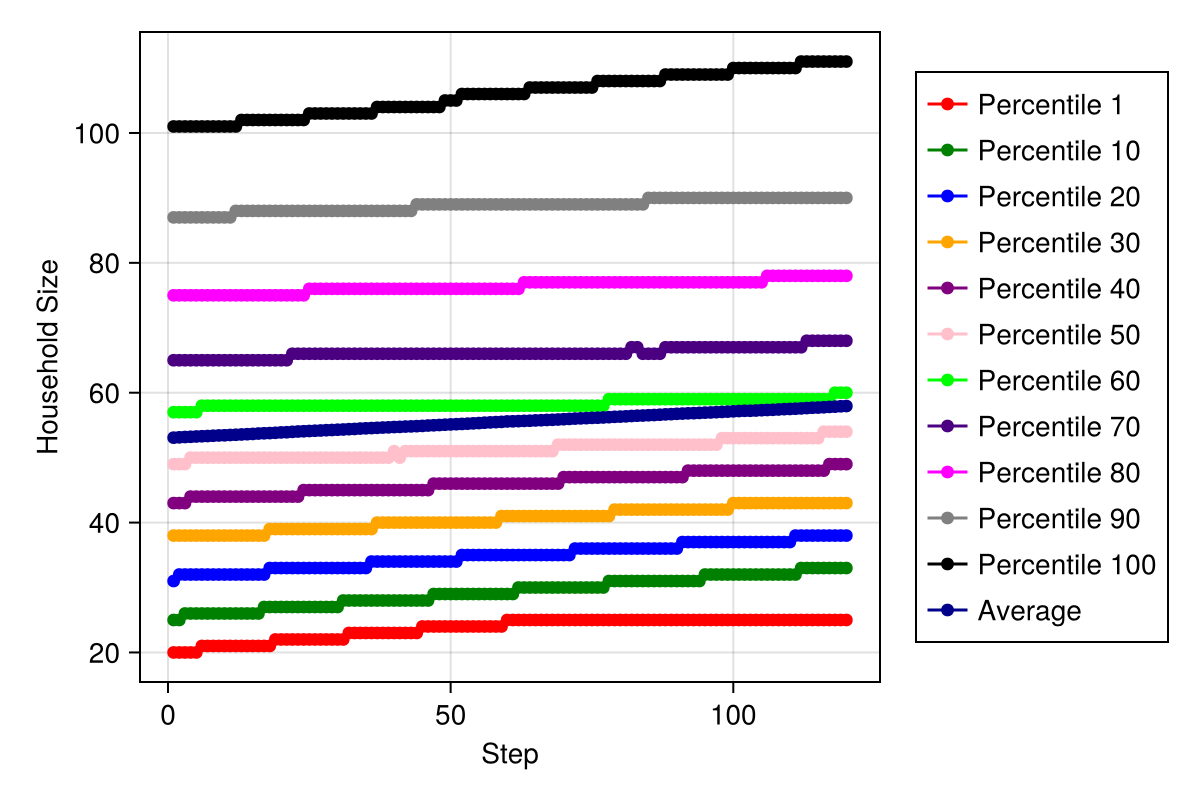 100
80
60
40
20
Household Size
0
50
100
Step
Percentile 1
Percentile 10
Percentile 20
Percentile 30
Percentile 40
Percentile 50
Percentile 60
Percentile 70
Percentile 80
Percentile 90
Percentile 100
Average